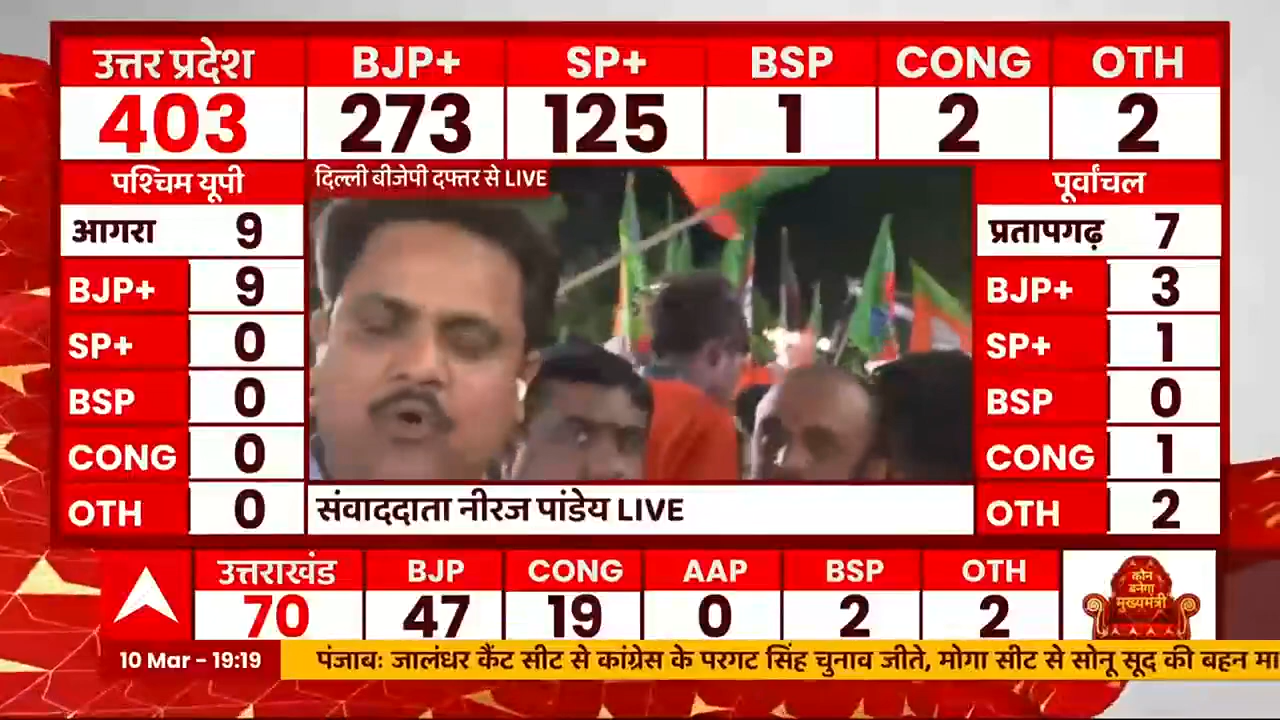 उत्तर प्रदेश BJP+ SP+ BSP CONG OTH
403 273 125 1 2 2
पश्चिम यूपी
आगरा 9
BJP+ 9
SP+ 0
BSP 0
CONG 0
OTH 0
दिल्ली बीजेपी दफ्तर से LIVE
संवाददाता नीरज पांडेय LIVE
पूर्वांचल
प्रतापगढ़ 7
BJP+ 3
SP+ 1
BSP 0
CONG 1
OTH 2
उत्तराखंड BJP CONG AAP BSP OTH
70 47 19 0 2 2
कौन
बनेगा
मुख्यमंत्री
10 Mar - 19:19
पंजाब: जालंधर कैंट सीट से कांग्रेस के परगट सिंह चुनाव जीते, मोगा सीट से सोनू सूद की बहन मा